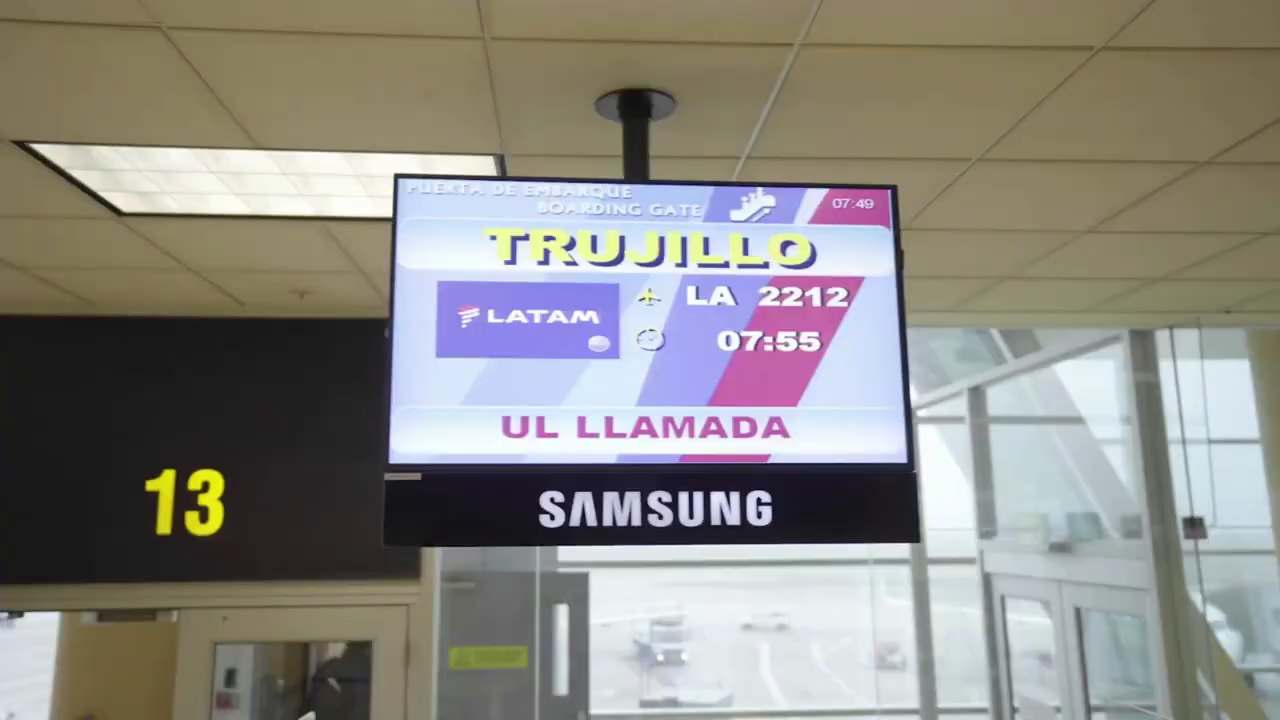 PUERTA DE EMBARQUE
BOARDING GATE
07:49
TRUJILLO
LATAM
LA 2212
07:55
UL LLAMADA
SAMSUNG
13